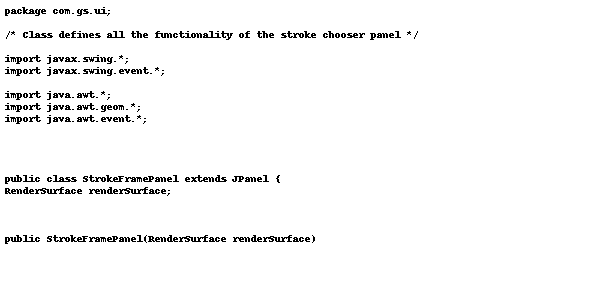 package com.gs.ui;
/* Class defines all the functionality of the stroke chooser panel */
import javax.swing.*;
import javax.swing.event.*;
import java.awt.*;
import java.awt.geom.*;
import java.awt.event.*;
public class StrokeFramePanel extends JPanel {
RenderSurface renderSurface;
public StrokeFramePanel(RenderSurface renderSurface)